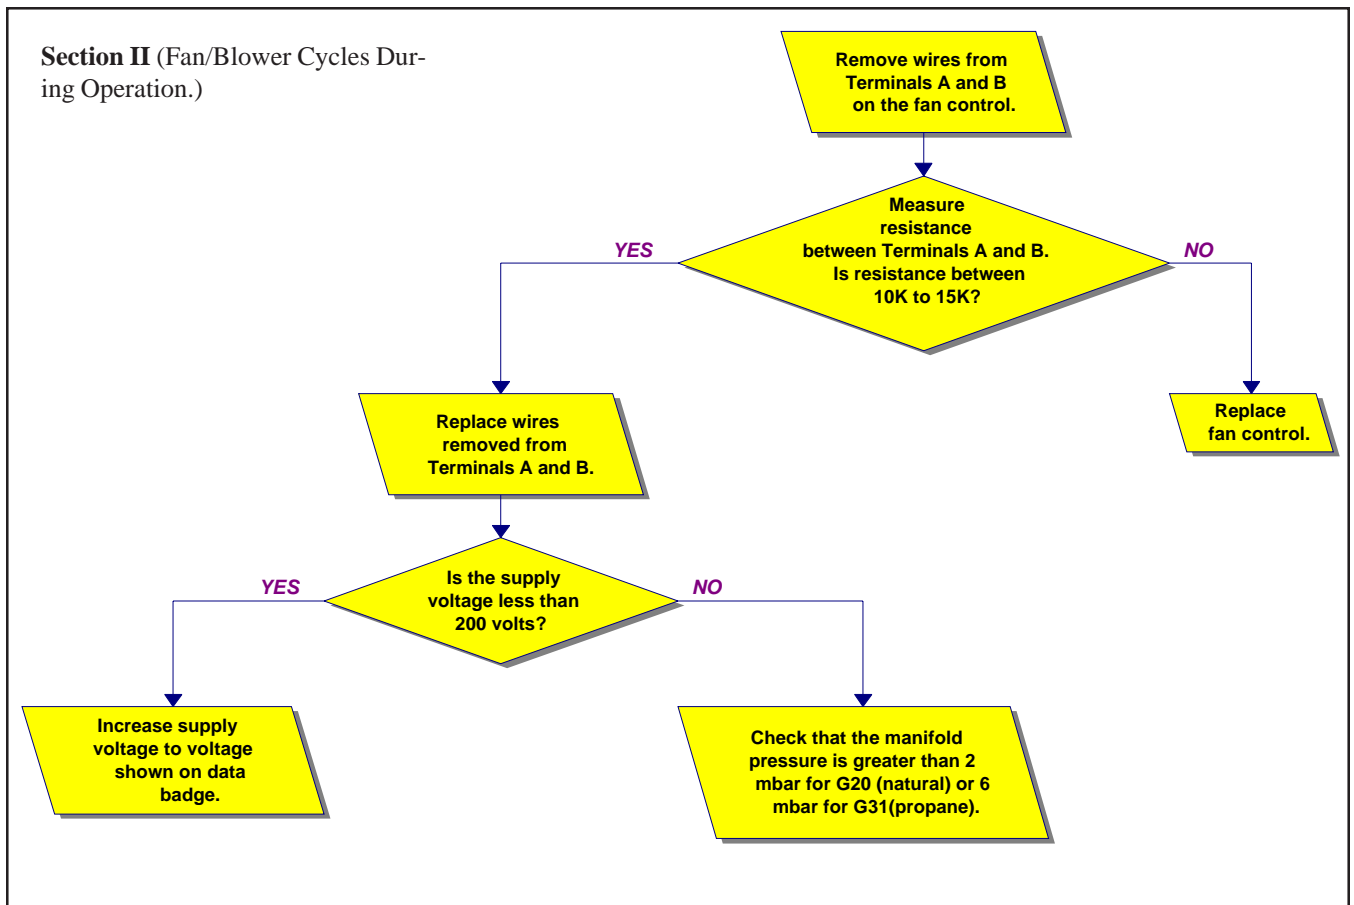 Section II (Fan/Blower Cycles Dur-
ing Operation.)
Remove wires from
Terminals A and B
on the fan control.
Measure
resistance
between Terminals A and B.
Is resistance between
10K to 15K?
YES
NO
Replace wires
removed from
Terminals A and B.
Replace
fan control.
Is the supply
voltage less than
200 volts?
YES
NO
Increase supply
voltage to voltage
shown on data
badge.
Check that the manifold
pressure is greater than 2
mbar for G20 (natural) or 6
mbar for G31(propane).